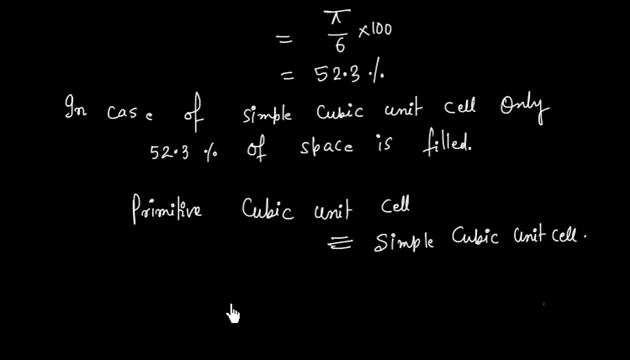 = π/6 ×100
= 52.3 %
In case of simple cubic unit cell only
52.3 % of space is filled.
Primitive cubic unit cell
≡ simple cubic unit cell.